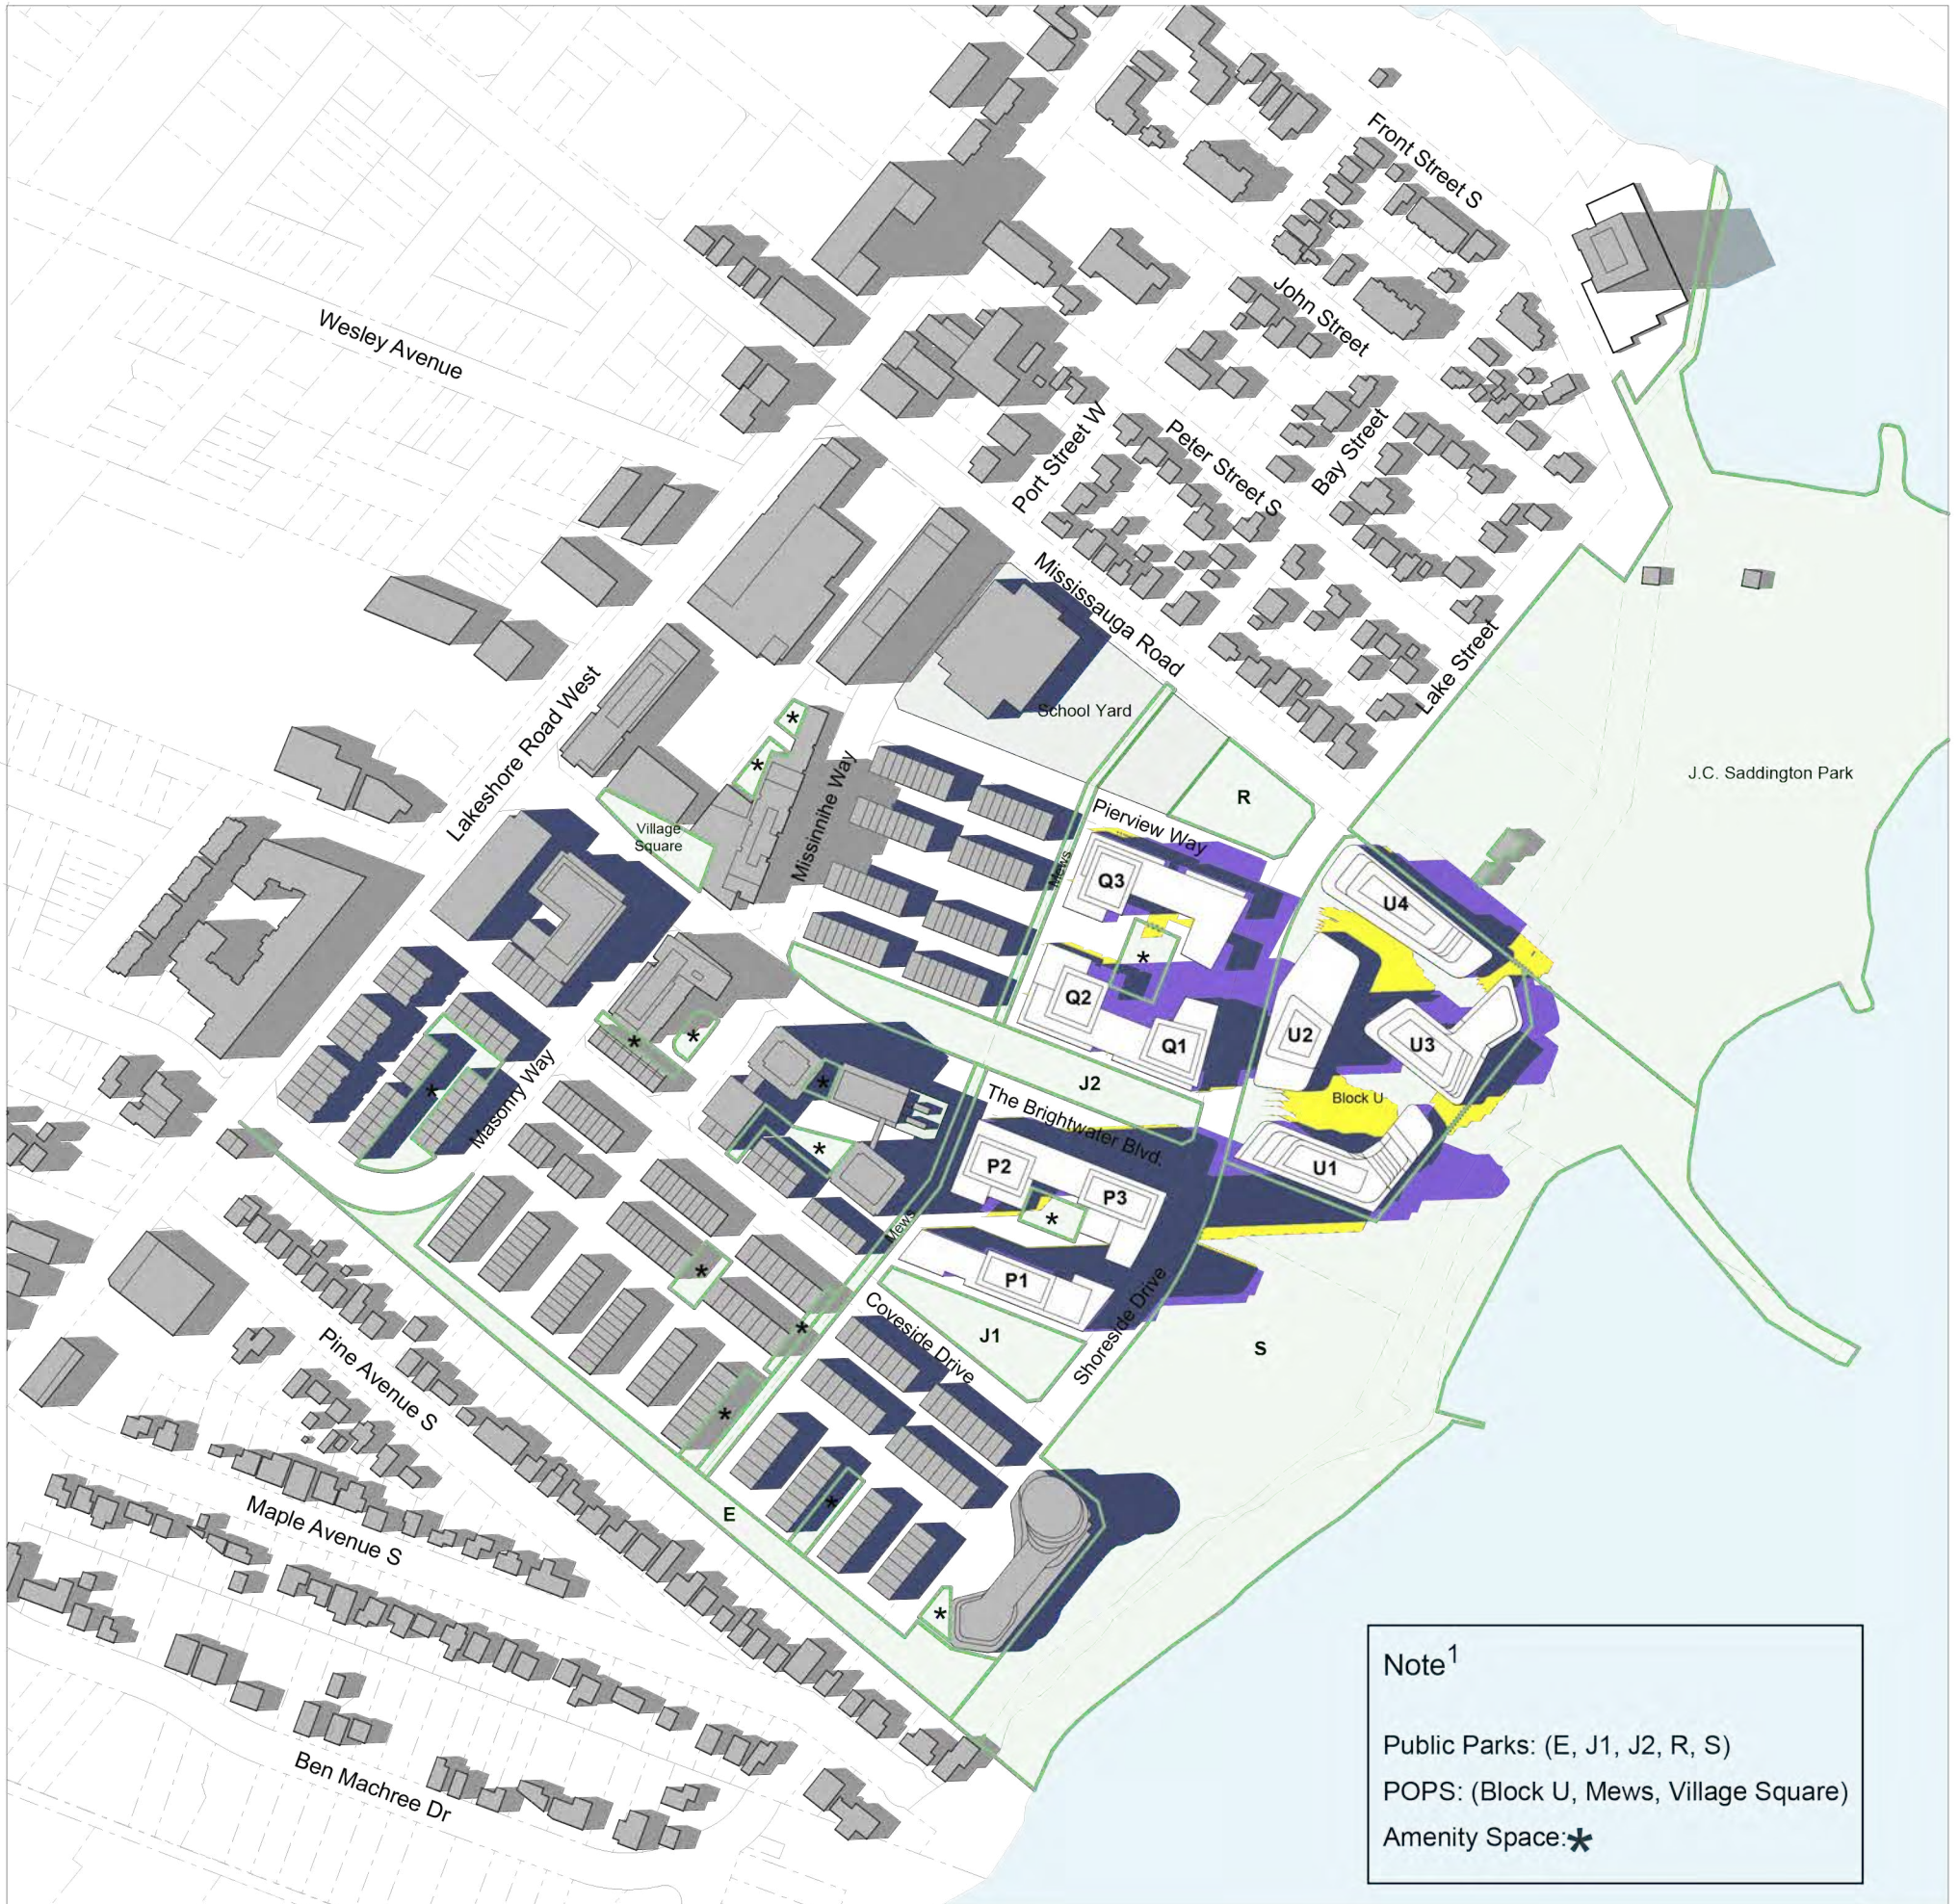 Front Street S
Wesley Avenue
John Street
Port Street W
Peter Street S
Bay Street
Mississauga Road
Lake Street
Lakeshore Road West
School Yard
*
*
Missinnihe Way
J.C. Saddington Park
R
Pierview Way
Village
Square
Mews
Q3
U4
*
Q2
U2
Q1
U3
*
*
J2
Masonry Way
*
*
The Brightwater Blvd.
Block U
*
P2
U1
P3
*
Mews
*
P1
Coveside Drive
J1
Shoreside Drive
S
*
Pine Avenue S
*
*
E
Maple Avenue S
*
Ben Machree Dr
Note1
Public Parks: (E, J1, J2, R, S)
POPS: (Block U, Mews, Village Square)
Amenity Space:*